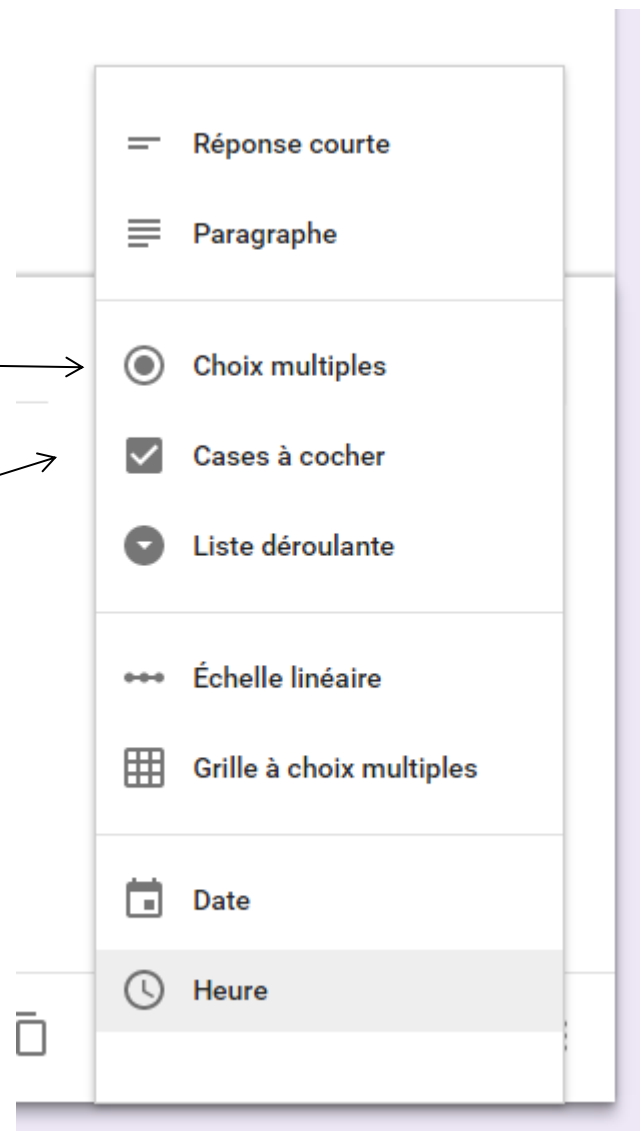 Réponse courte
Paragraphe
Choix multiples
Cases à cocher
Liste déroulante
Échelle linéaire
Grille à choix multiples
Date
Heure